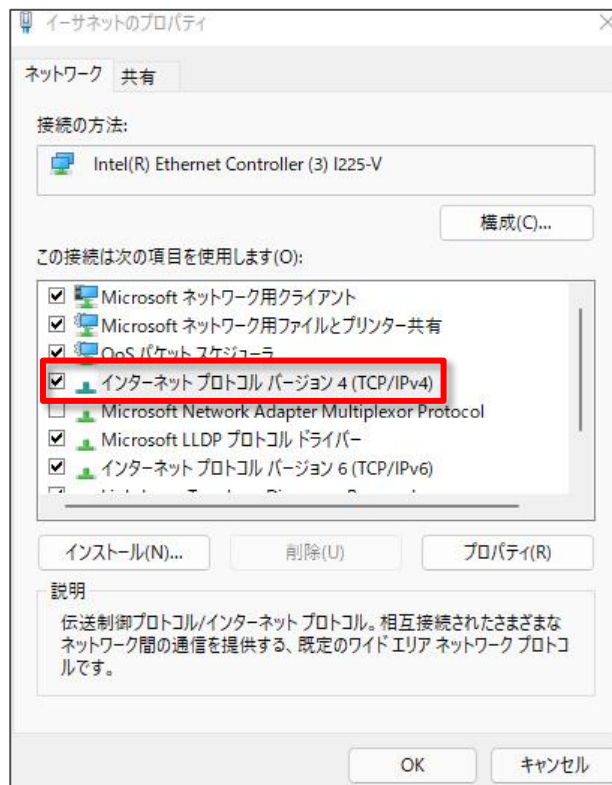 イーサネットのプロパティ
ネットワーク 共有
接続の方法:
Intel(R) Ethernet Controller (3) I225-V
構成(C)...
この接続は次の項目を使用します(O):
Microsoft ネットワーク用クライアント
Microsoft ネットワーク用ファイルとプリンター共有
QoS パケット スケジューラ
インターネット プロトコル バージョン 4 (TCP/IPv4)
Microsoft Network Adapter Multiplexor Protocol
Microsoft LLDP プロトコル ドライバー
インターネット プロトコル バージョン 6 (TCP/IPv6)
インストール(N)... 削除(U) プロパティ(R)
説明
伝送制御プロトコル/インターネット プロトコル。相互接続されたさまざまな
ネットワーク間の通信を提供する、既定のワイド エリア ネットワーク プロトコ
ルです。
OK キャンセル